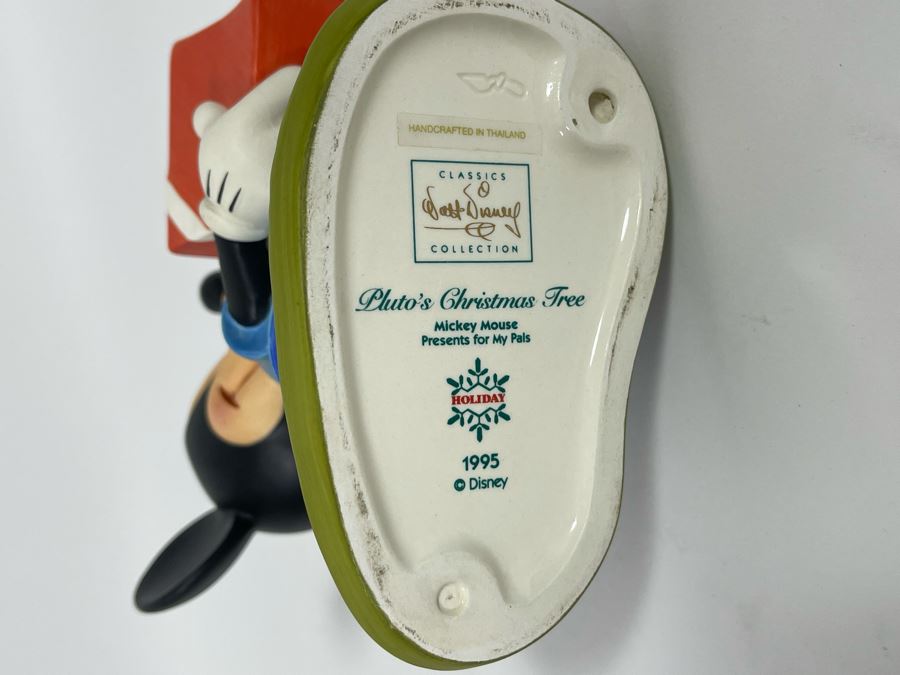 HANDCRAFTED IN THAILAND
CLASSICS
Walt Disney
COLLECTION
Pluto's Christmas Tree
Mickey Mouse
Presents for My Pals
HOLIDAY
1995
© Disney